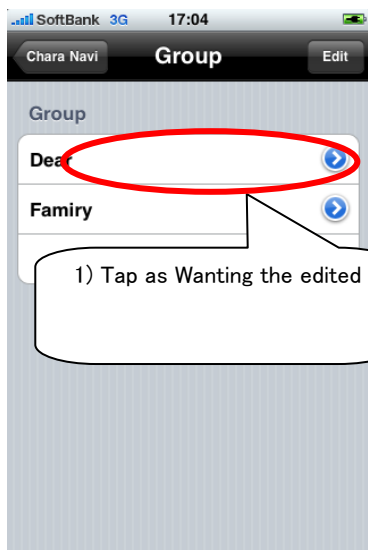 SoftBank 3G 17:04
Chara Navi Group Edit
Group
Dear
Famiry
1) Tap as Wanting the edited